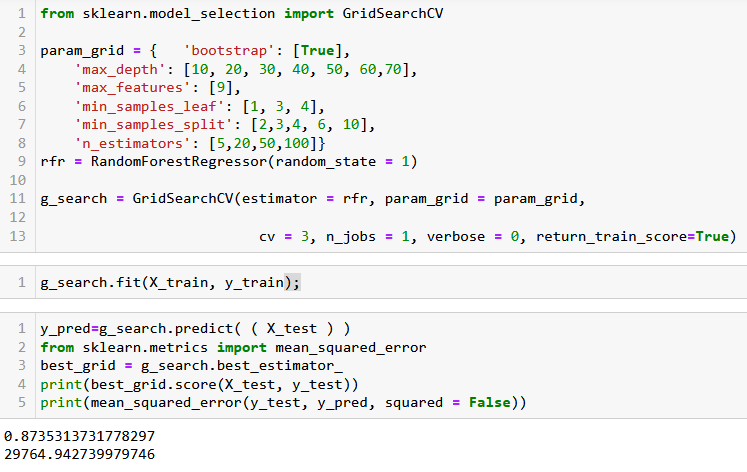 1 from sklearn.model_selection import GridSearchCV
2
3 param_grid = {   'bootstrap': [True],
4     'max_depth': [10, 20, 30, 40, 50, 60,70],
5     'max_features': [9],
6     'min_samples_leaf': [1, 3, 4],
7     'min_samples_split': [2,3,4, 6, 10],
8     'n_estimators': [5,20,50,100]}
9 rfr = RandomForestRegressor(random_state = 1)
10
11 g_search = GridSearchCV(estimator = rfr, param_grid = param_grid,
12
13                           cv = 3, n_jobs = 1, verbose = 0, return_train_score=True)
1 g_search.fit(X_train, y_train);
1 y_pred=g_search.predict( ( X_test ) )
2 from sklearn.metrics import mean_squared_error
3 best_grid = g_search.best_estimator_
4 print(best_grid.score(X_test, y_test))
5 print(mean_squared_error(y_test, y_pred, squared = False))
0.8735313731778297
29764.942739979746